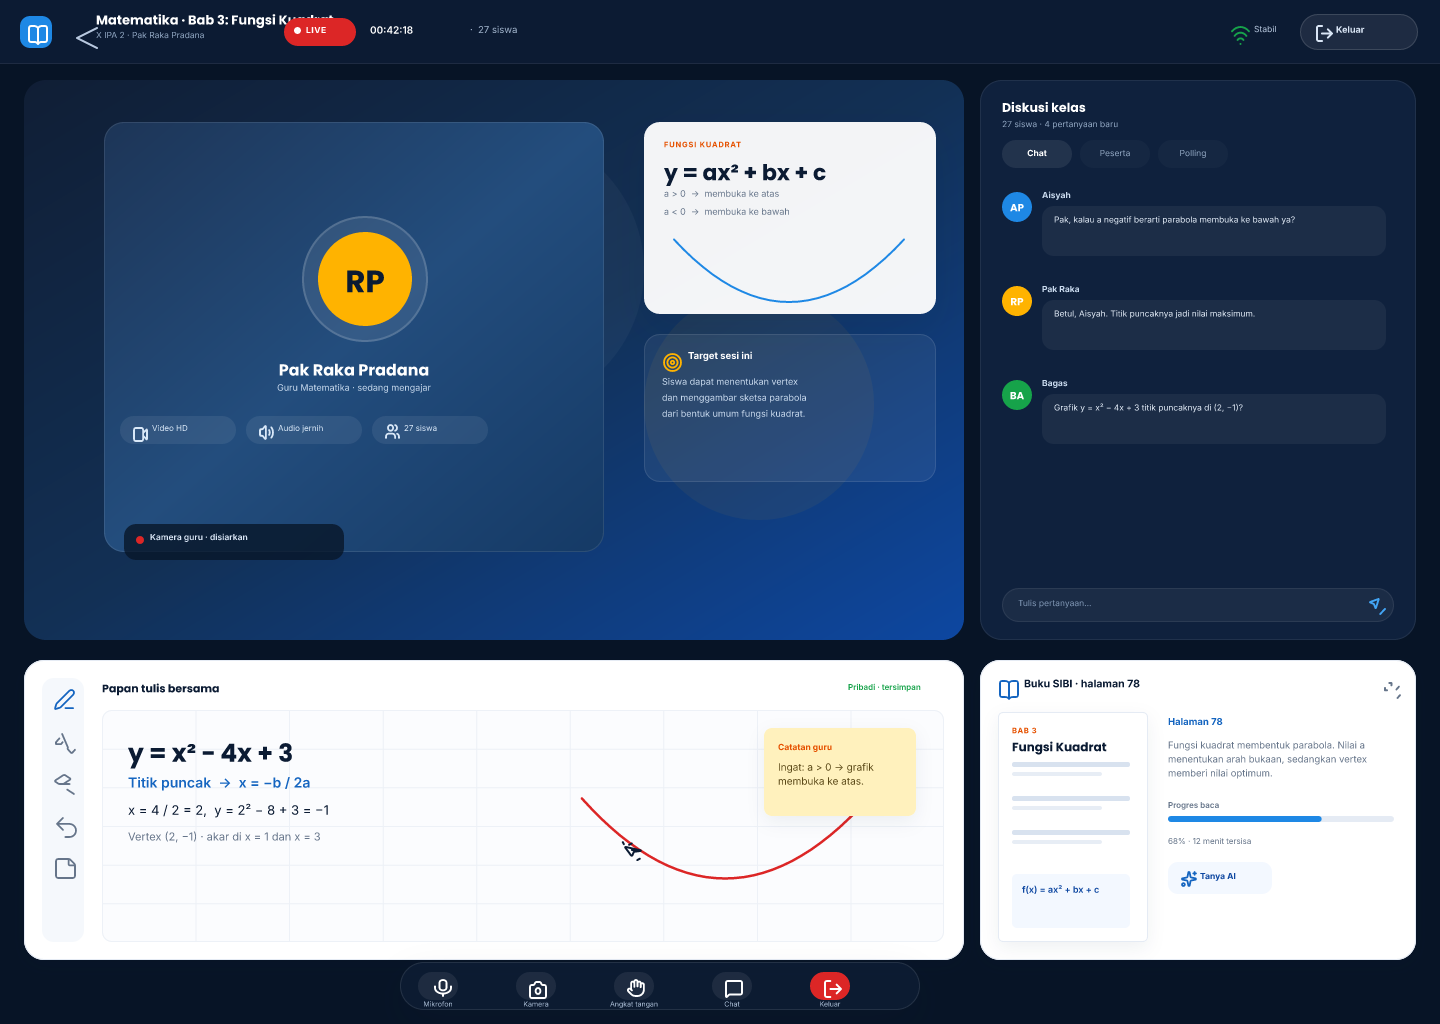 Matematika · Bab 3: Fungsi Kuadrat
X IPA 2 · Pak Raka Pradana
LIVE
00:42:18
· 27 siswa
Stabil
Keluar
RP
Pak Raka Pradana
Guru Matematika · sedang mengajar
Video HD
Audio jernih
27 siswa
Kamera guru · disiarkan
FUNGSI KUADRAT
y = ax² + bx + c
a > 0 → membuka ke atas
a < 0 → membuka ke bawah
Target sesi ini
Siswa dapat menentukan vertex
dan menggambar sketsa parabola
dari bentuk umum fungsi kuadrat.
Diskusi kelas
27 siswa · 4 pertanyaan baru
Chat
Peserta
Polling
AP
Aisyah
Pak, kalau a negatif berarti parabola membuka ke bawah ya?
RP
Pak Raka
Betul, Aisyah. Titik puncaknya jadi nilai maksimum.
BA
Bagas
Grafik y = x² − 4x + 3 titik puncaknya di (2, −1)?
Tulis pertanyaan...
Papan tulis bersama
Pribadi · tersimpan
y = x² − 4x + 3
Titik puncak → x = −b / 2a
x = 4 / 2 = 2, y = 2² − 8 + 3 = −1
Vertex (2, −1) · akar di x = 1 dan x = 3
Catatan guru
Ingat: a > 0 → grafik
membuka ke atas.
Buku SIBI · halaman 78
BAB 3
Fungsi Kuadrat
f(x) = ax² + bx + c
Halaman 78
Fungsi kuadrat membentuk parabola. Nilai a
menentukan arah bukaan, sedangkan vertex
memberi nilai optimum.
Progres baca
68% · 12 menit tersisa
Tanya AI
Mikrofon
Kamera
Angkat tangan
Chat
Keluar